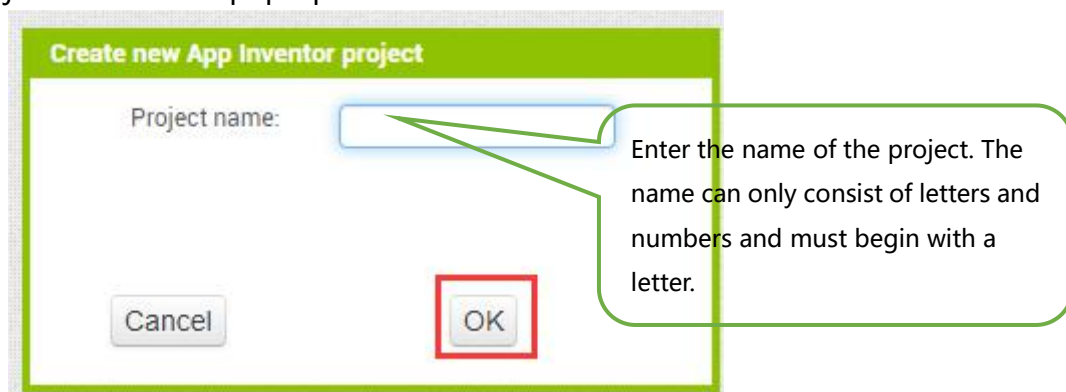 Create new App Inventor project
Project name:
Enter the name of the project. The
name can only consist of letters and
numbers and must begin with a
letter.
Cancel
OK